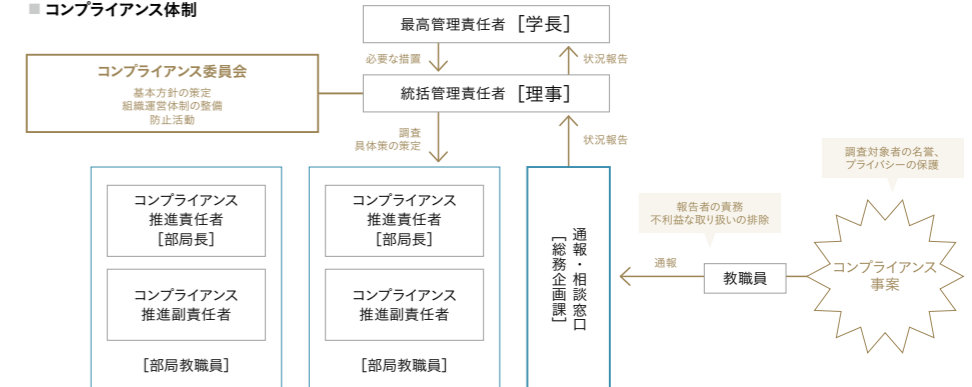 ■ コンプライアンス体制
最高管理責任者 ［学長］
必要な措置
状況報告
コンプライアンス委員会
基本方針の策定
組織運営体制の整備
防止活動
統括管理責任者 ［理事］
調査
具体策の策定
状況報告
コンプライアンス
推進責任者
［部局長］
コンプライアンス
推進副責任者
［部局教職員］
コンプライアンス
推進責任者
［部局長］
コンプライアンス
推進副責任者
［部局教職員］
通報・相談窓口
［総務企画課］
報告者の責務
不利益な取り扱いの排除
通報
教職員
調査対象者の名誉、
プライバシーの保護
コンプライアンス
事案